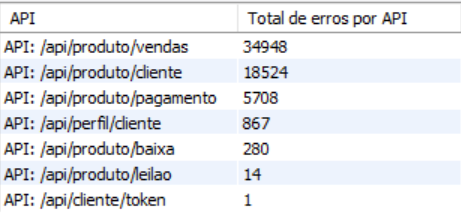 API Total de erros por API
API: /api/produto/vendas 34948
API: /api/produto/cliente 18524
API: /api/produto/pagamento 5708
API: /api/perfil/cliente 867
API: /api/produto/baixa 280
API: /api/produto/leilao 14
API: /api/cliente/token 1